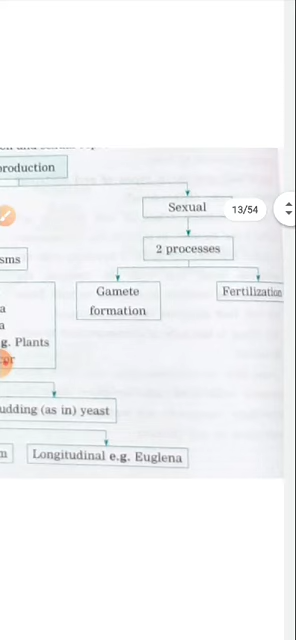 production
Sexual
13/54
2 processes
sms
Gamete
formation
Fertilization
a
a
g. Plants
udding (as in) yeast
n
Longitudinal e.g. Euglena